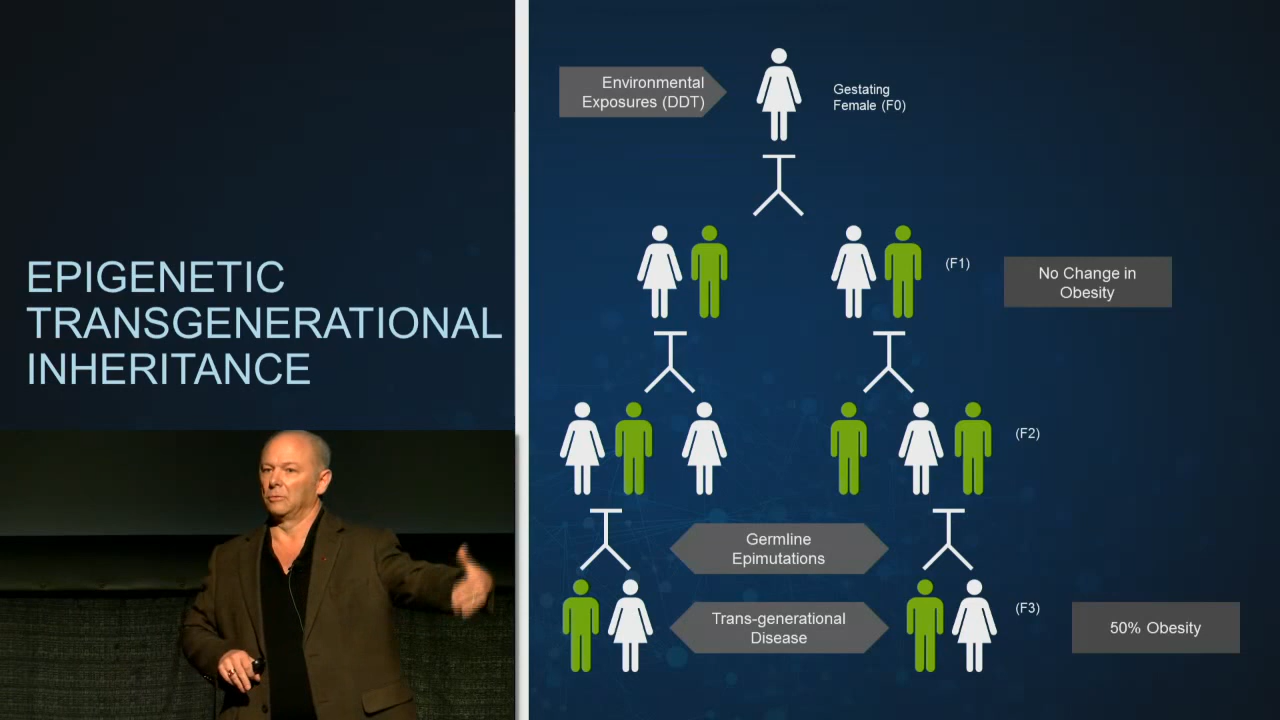 EPIGENETIC
TRANSGENERATIONAL
INHERITANCE
Environmental
Exposures (DDT)
Gestating
Female (F0)
(F1)
No Change in
Obesity
(F2)
Germline
Epimutations
Trans-generational
Disease
(F3)
50% Obesity